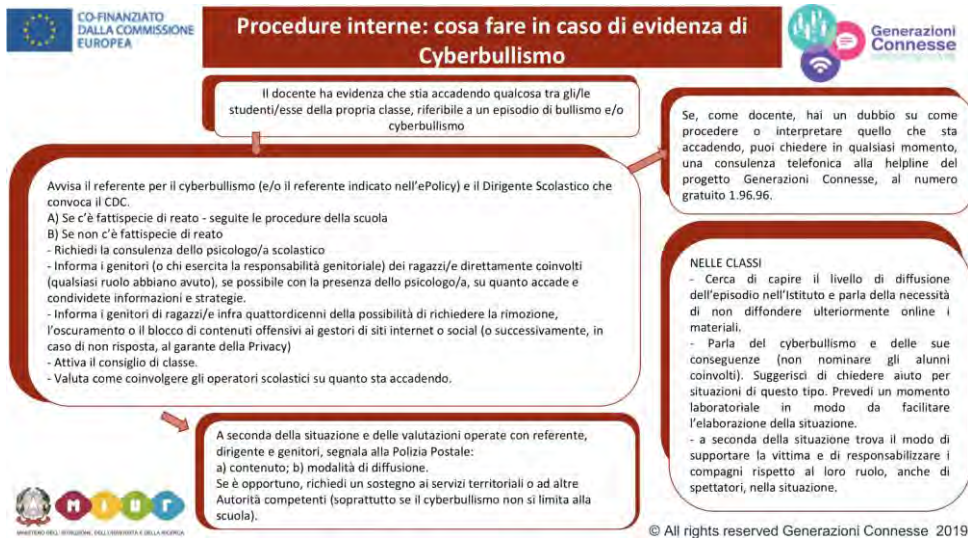 CO-FINANZIATO
DALLA COMMISSIONE
EUROPEA
Procedure interne: cosa fare in caso di evidenza di
Cyberbullismo
Generazioni
Connesse
Il docente ha evidenza che stia accadendo qualcosa tra gli/le
studenti/esse della propria classe, riferibile a un episodio di bullismo e/o
cyberbullismo
Se, come docente, hai un dubbio su come
procedere o interpretare quello che sta
accadendo, puoi chiedere in qualsiasi momento,
una consulenza telefonica alla helpline del
progetto Generazioni Connesse, al numero
gratuito 1.96.96.
Avvisa il referente per il cyberbullismo (e/o il referente indicato nell'ePolicy) e il Dirigente Scolastico che
convoca il CDC.
A) Se c'è fattispecie di reato - seguite le procedure della scuola
B) Se non c'è fattispecie di reato
- Richiedi la consulenza dello psicologo/a scolastico
- Informa i genitori (o chi esercita la responsabilità genitoriale) dei ragazzi/e direttamente coinvolti
(qualsiasi ruolo abbiano avuto), se possibile con la presenza dello psicologo/a, su quanto accade e
condividete informazioni e strategie.
- Informa i genitori di ragazzi/e infra quattordicenni della possibilità di richiedere la rimozione,
l'oscuramento o il blocco di contenuti offensivi ai gestori di siti internet o social (o successivamente, in
caso di non risposta, al garante della Privacy)
- Attiva il consiglio di classe.
- Valuta come coinvolgere gli operatori scolastici su quanto sta accadendo.
NELLE CLASSI
- Cerca di capire il livello di diffusione
dell'episodio nell'Istituto e parla della necessità
di non diffondere ulteriormente online i
materiali.
- Parla del cyberbullismo e delle sue
conseguenze (non nominare gli alunni
coinvolti). Suggerisci di chiedere aiuto per
situazioni di questo tipo. Prevedi un momento
laboratoriale in modo da facilitare
l'elaborazione della situazione.
- a seconda della situazione trova il modo di
supportare la vittima e di responsabilizzare i
compagni rispetto al loro ruolo, anche di
spettatori, nella situazione.
A seconda della situazione e delle valutazioni operate con referente,
dirigente e genitori, segnala alla Polizia Postale:
a) contenuto; b) modalità di diffusione.
Se è opportuno, richiedi un sostegno ai servizi territoriali o ad altre
Autorità competenti (soprattutto se il cyberbullismo non si limita alla
scuola).
MIUR
MINISTERO DELL'ISTRUZIONE, DELL'UNIVERSITÀ E DELLA RICERCA
© All rights reserved Generazioni Connesse 2019